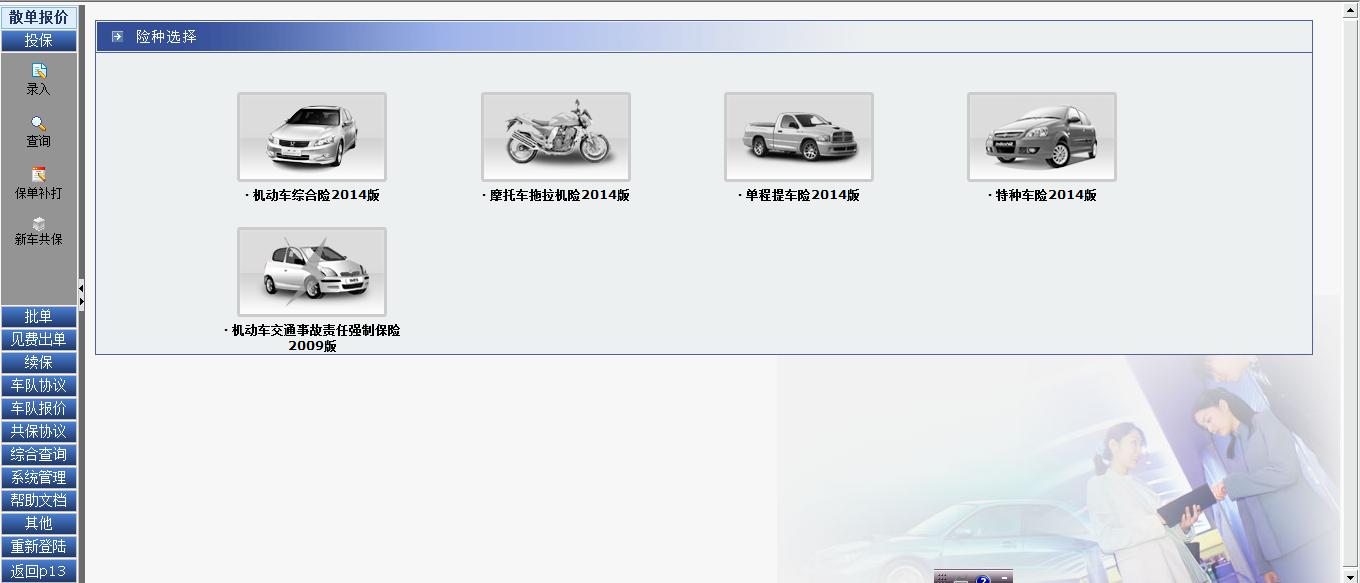 散单报价
投保
录入
查询
保单补打
新车共保
批单
见费出单
续保
车队协议
车队报价
共保协议
综合查询
系统管理
帮助文档
其他
重新登陆
返回p13
险种选择
· 机动车综合险2014版
· 摩托车拖拉机险2014版
· 单程提车险2014版
· 特种车险2014版
· 机动车交通事故责任强制保险
2009版